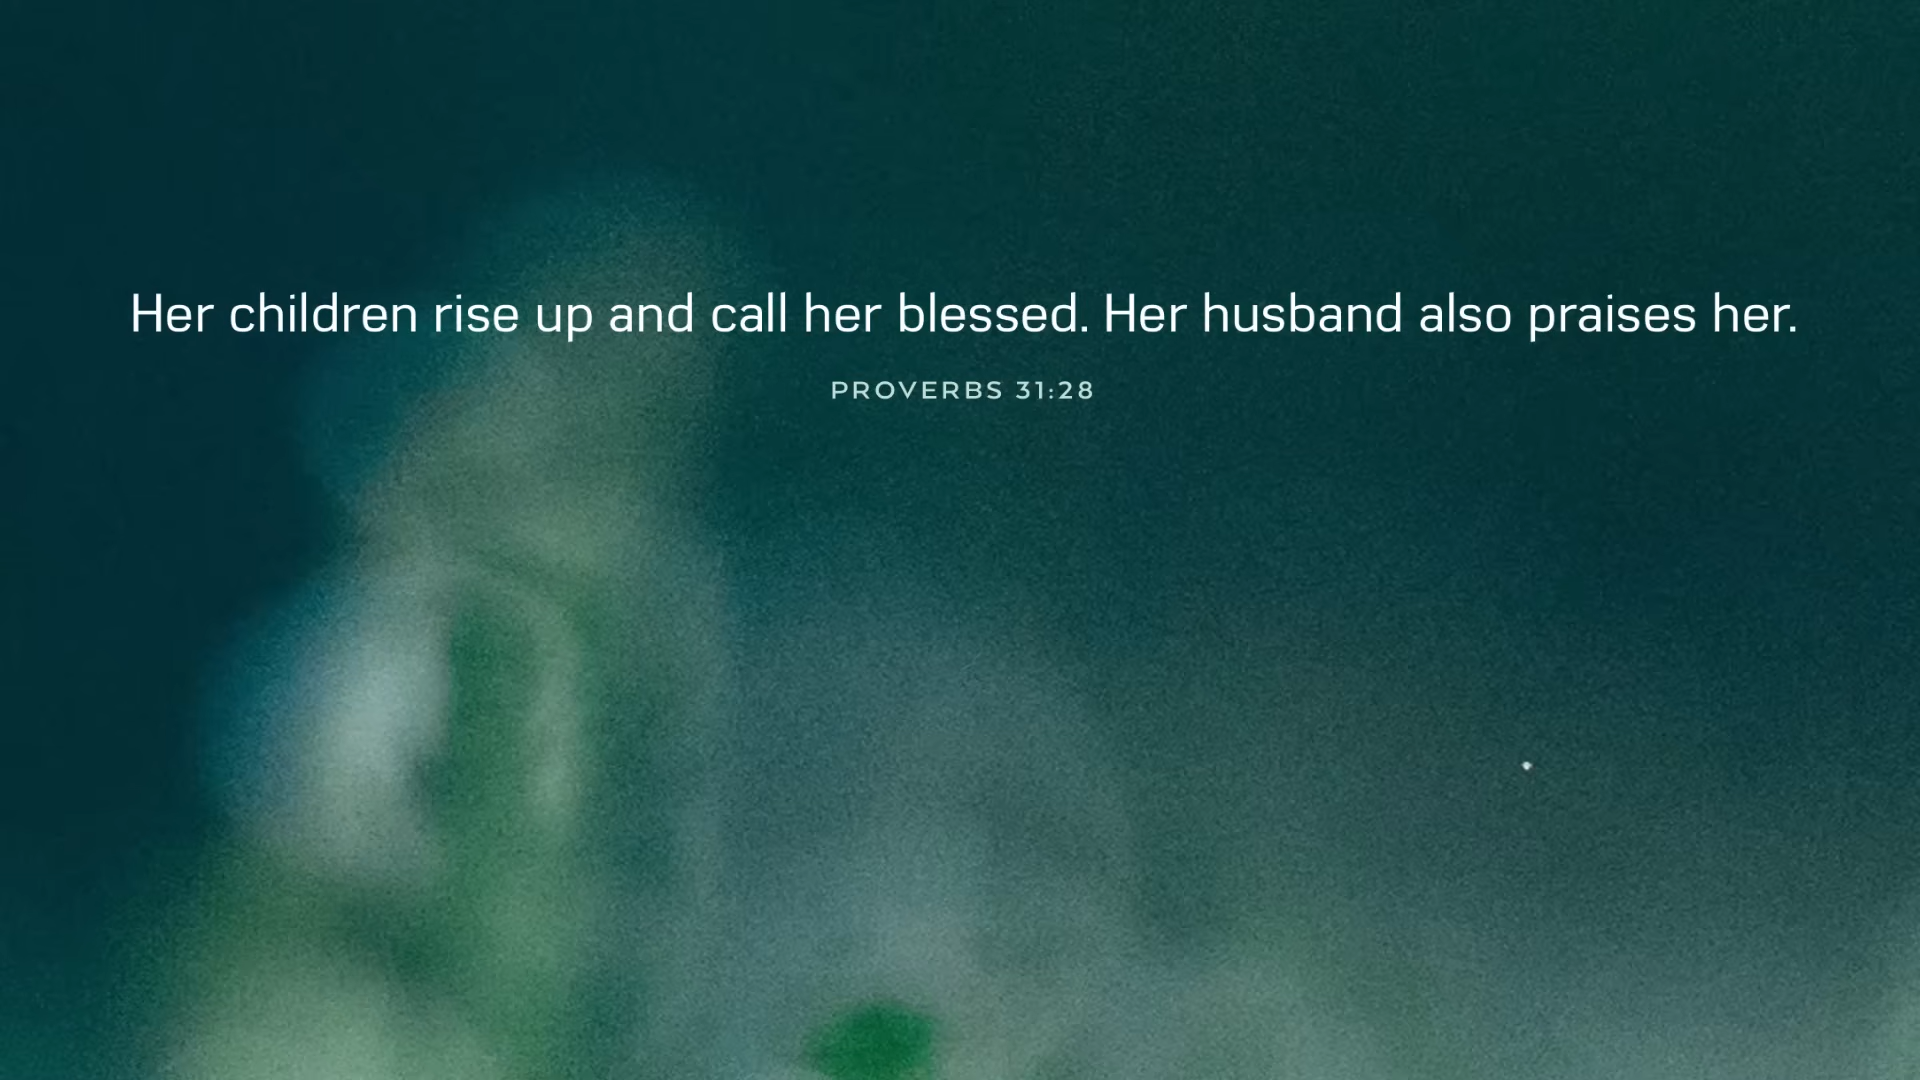 Her children rise up and call her blessed. Her husband also praises her.
PROVERBS 31:28